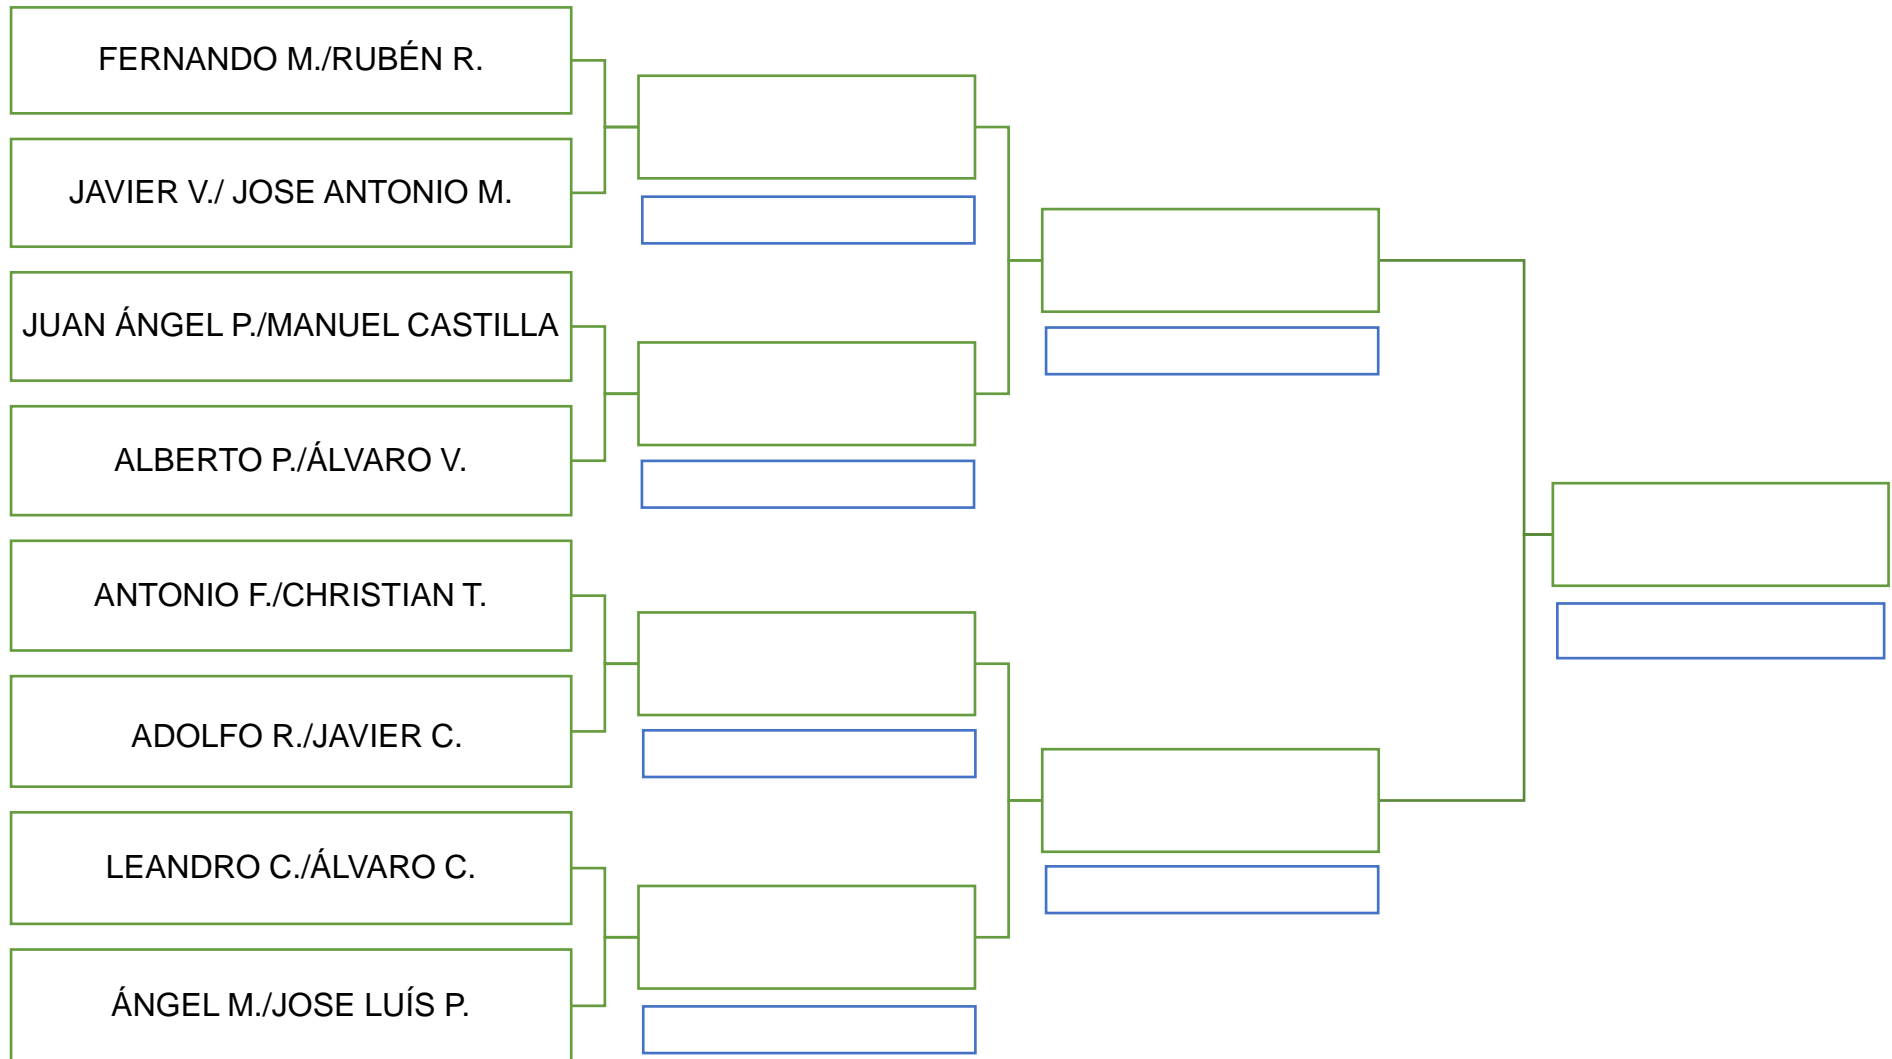 FERNANDO M./RUBÉN R.
JAVIER V./ JOSE ANTONIO M.
JUAN ÁNGEL P./MANUEL CASTILLA
ALBERTO P./ÁLVARO V.
ANTONIO F./CHRISTIAN T.
ADOLFO R./JAVIER C.
LEANDRO C./ÁLVARO C.
ÁNGEL M./JOSE LUÍS P.